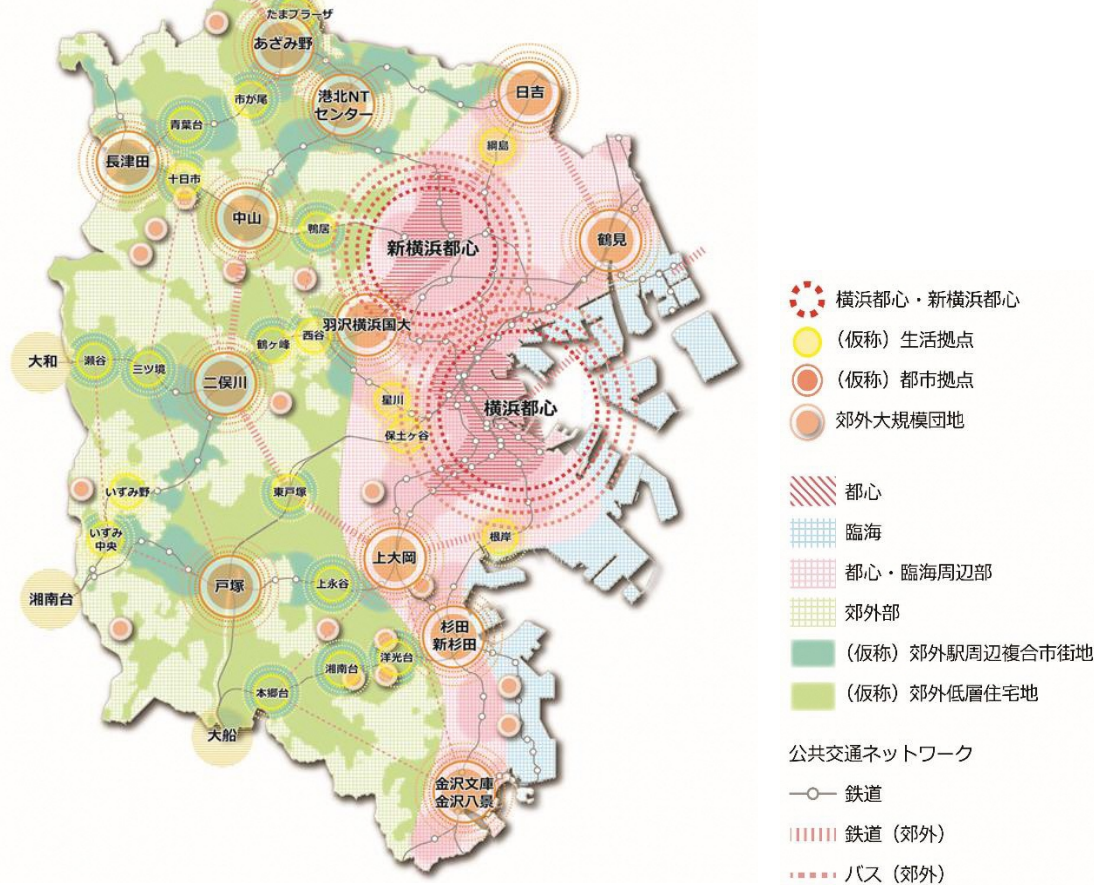 たまプラーザ
あざみ野
市が尾
港北NT
センター
日吉
青葉台
綱島
長津田
十日市
中山
鴨居
新横浜都心
鶴見
羽沢横浜国大
西谷
鶴ヶ峰
大和
瀬谷
三ツ境
二俣川
星川
横浜都心
保土ヶ谷
いずみ野
東戸塚
いずみ
中央
根岸
上大岡
湘南台
戸塚
上永谷
杉田
新杉田
洋光台
湘南台
本郷台
大船
金沢文庫
金沢八景
横浜都心・新横浜都心
（仮称）生活拠点
（仮称）都市拠点
郊外大規模団地
都心
臨海
都心・臨海周辺部
郊外部
（仮称）郊外駅周辺複合市街地
（仮称）郊外低層住宅地
公共交通ネットワーク
鉄道
鉄道（郊外）
バス（郊外）